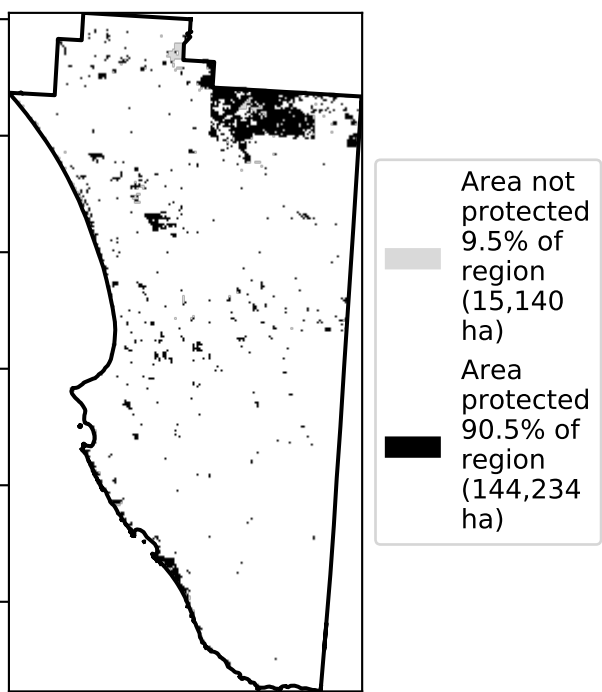 Area not
protected
9.5% of
region
(15,140
ha)
Area
protected
90.5% of
region
(144,234
ha)